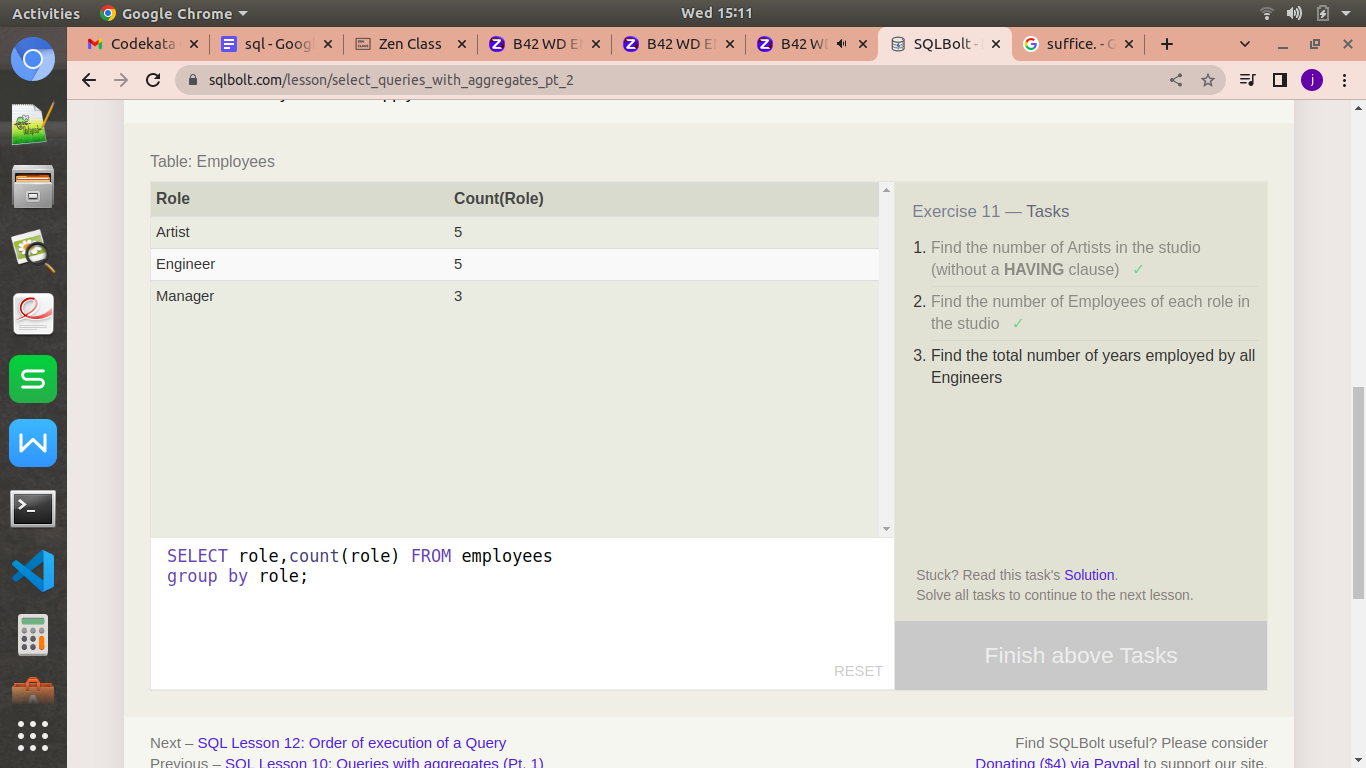 Activities
Google Chrome
Wed 15:11
Codekata
sql - Goog
Zen Class
B42 WD E
B42 WD E
B42 WD
SQLBolt -
suffice. - G
sqlbolt.com/lesson/select_queries_with_aggregates_pt_2
j
Table: Employees
Role Count(Role)
Artist 5
Engineer 5
Manager 3
Exercise 11 — Tasks
1. Find the number of Artists in the studio
(without a HAVING clause) ✓
2. Find the number of Employees of each role in
the studio ✓
3. Find the total number of years employed by all
Engineers
SELECT role,count(role) FROM employees
group by role;
RESET
Stuck? Read this task's Solution.
Solve all tasks to continue to the next lesson.
Finish above Tasks
Next – SQL Lesson 12: Order of execution of a Query
Previous – SQL Lesson 10: Queries with aggregates (Pt. 1)
Find SQLBolt useful? Please consider
Donating ($4) via Paypal to support our site.